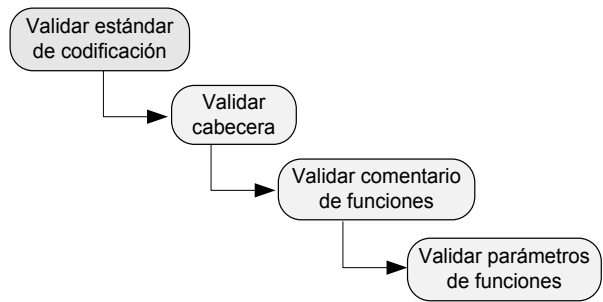 Validar estándar
de codificación
Validar
cabecera
Validar comentario
de funciones
Validar parámetros
de funciones